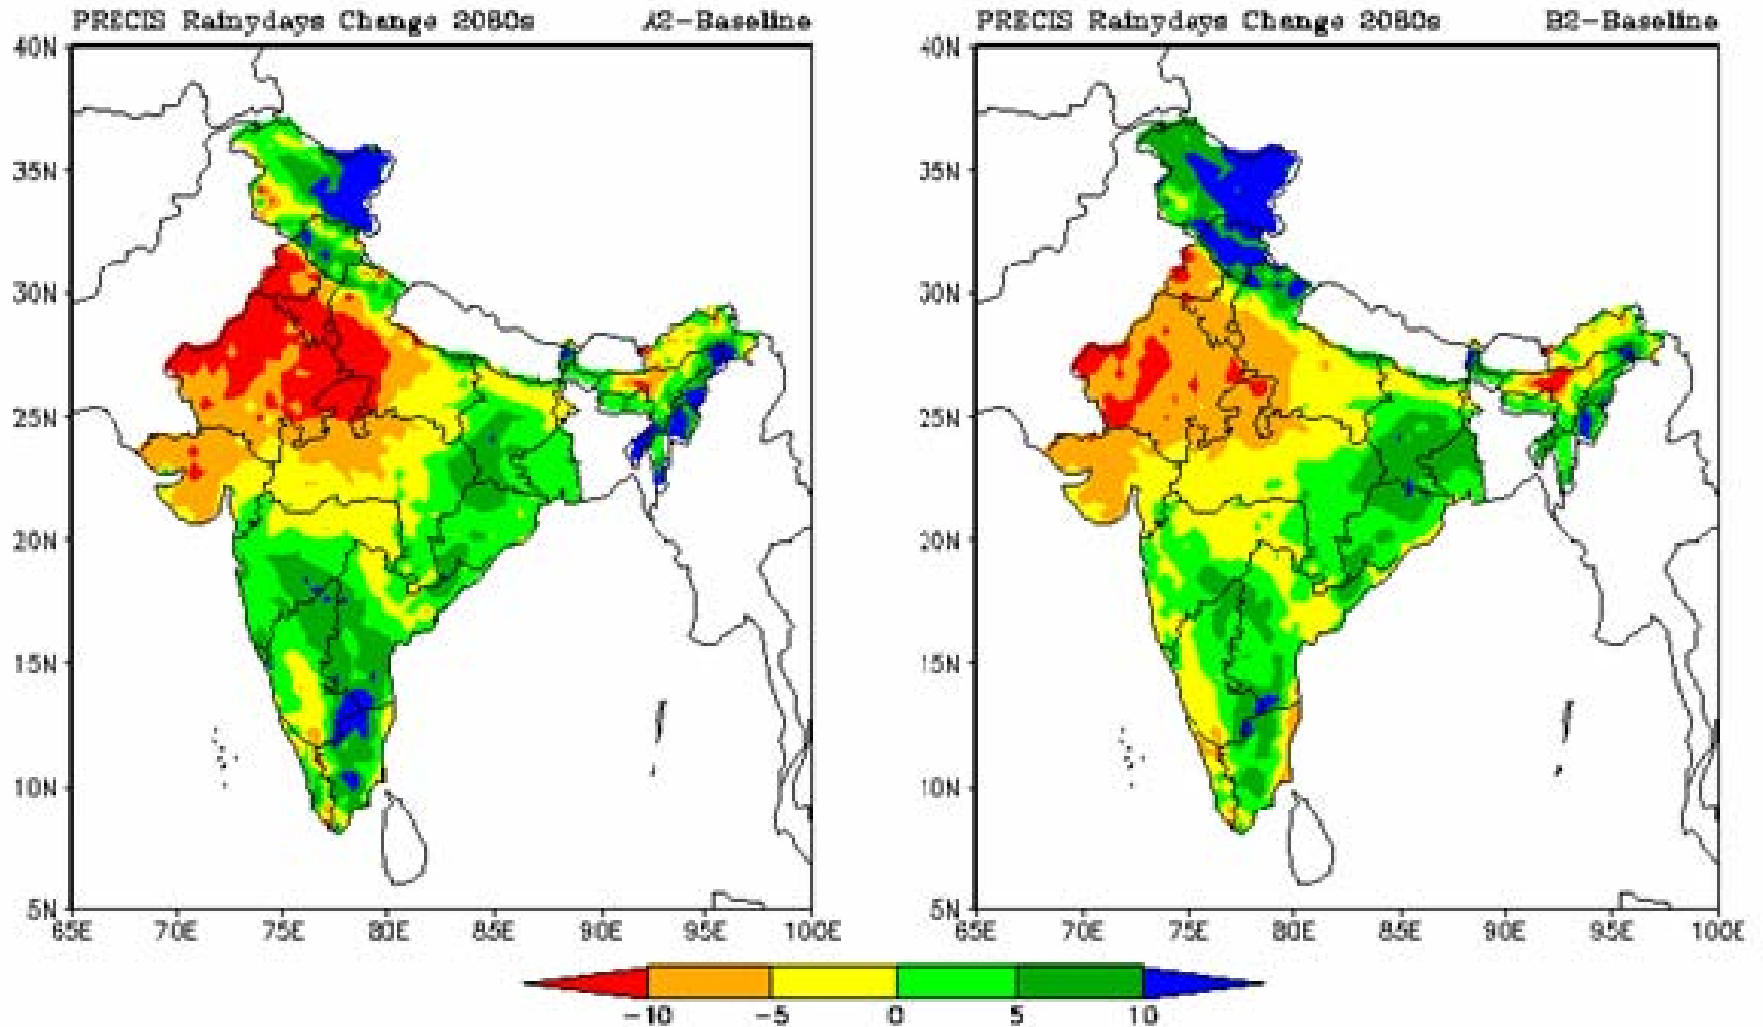 PRECIS Rainydays Change 2080s A2-Baseline
40N
35N
30N
25N
20N
15N
10N
5N
65E 70E 75E 80E 85E 90E 95E 100E
PRECIS Rainydays Change 2080s B2-Baseline
40N
35N
30N
25N
20N
15N
10N
5N
65E 70E 75E 80E 85E 90E 95E 100E
-10 -5 0 5 10